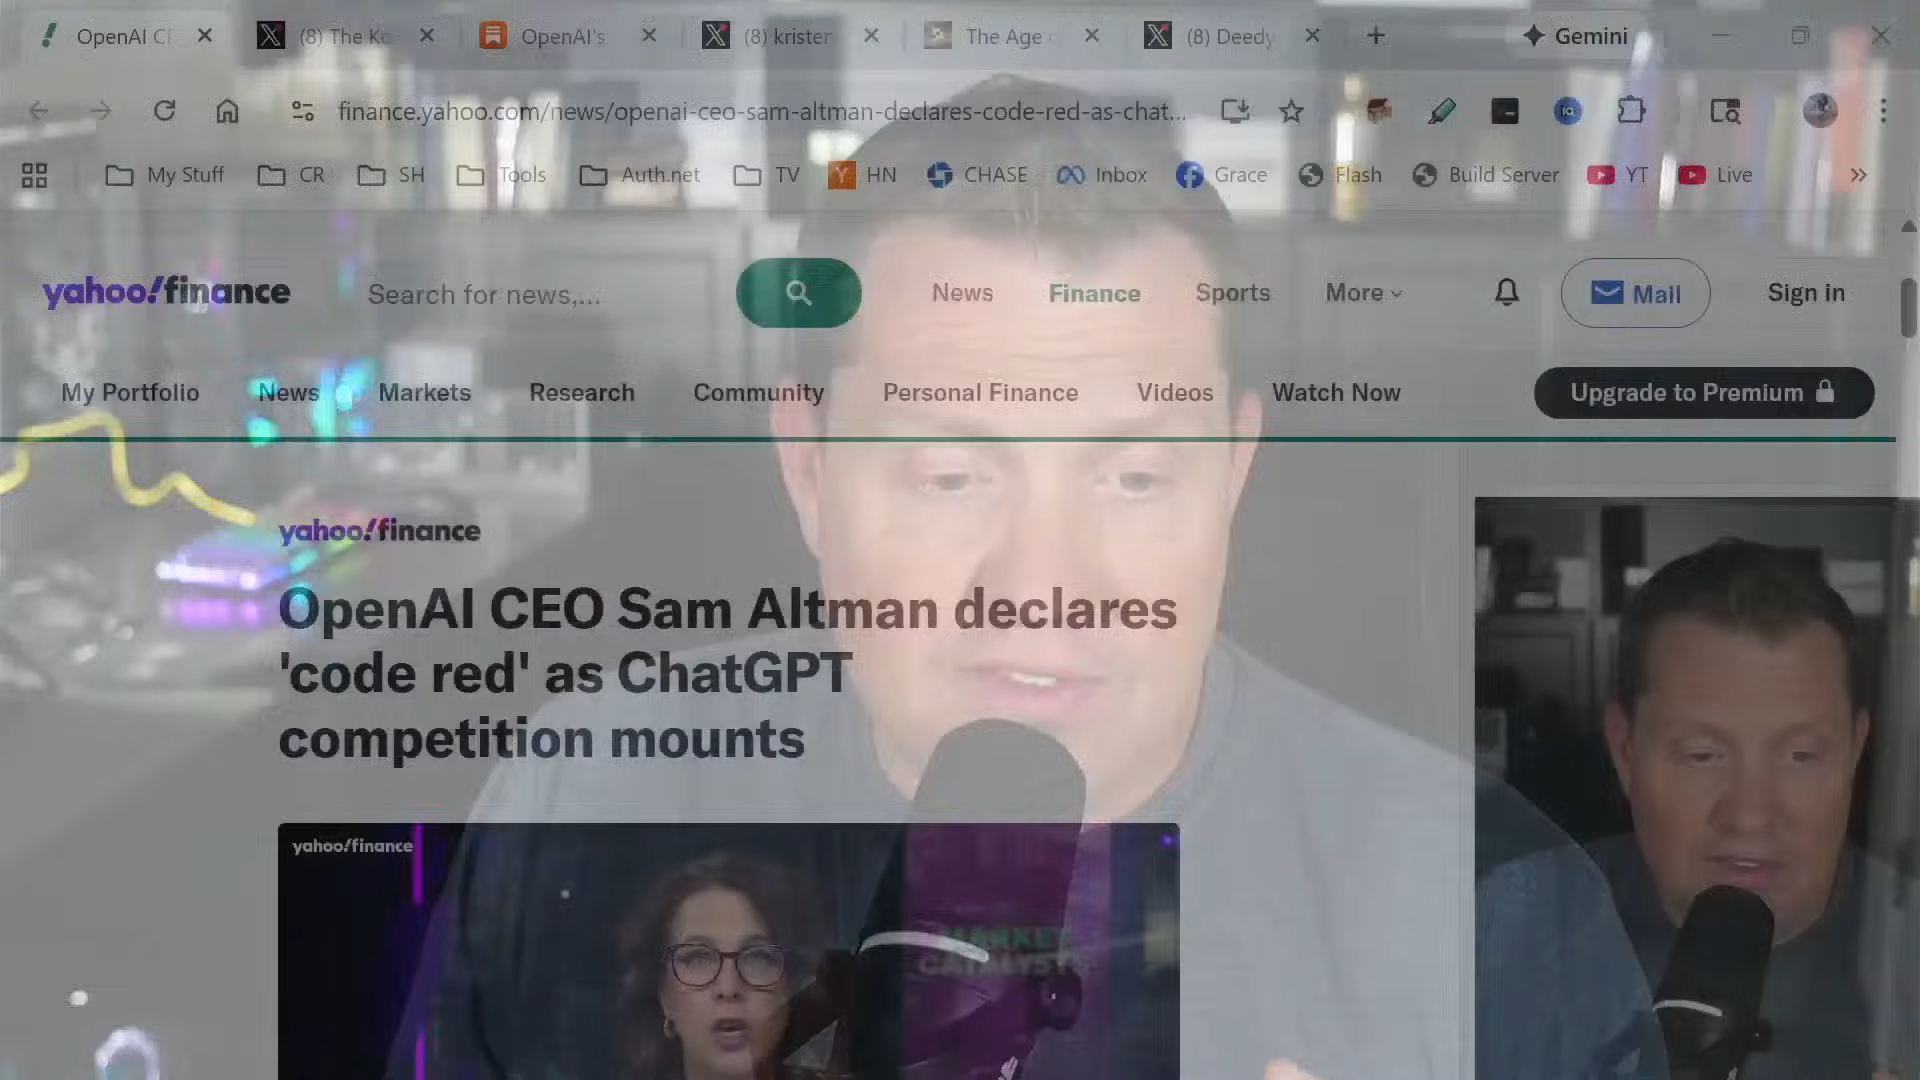 OpenAI CE
(8) The Ko
OpenAI's
(8) krister
The Age
(8) Deedy
Gemini
finance.yahoo.com/news/openai-ceo-sam-altman-declares-code-red-as-chat...
My Stuff
CR
SH
Tools
Auth.net
TV
HN
CHASE
Inbox
Grace
Flash
Build Server
YT
Live
yahoo!finance
Search for news,...
News
Finance
Sports
More
Mail
Sign in
My Portfolio
News
Markets
Research
Community
Personal Finance
Videos
Watch Now
Upgrade to Premium
yahoo!finance
OpenAI CEO Sam Altman declares
'code red' as ChatGPT
competition mounts
yahoo!finance
MARKET
CATALYSTS